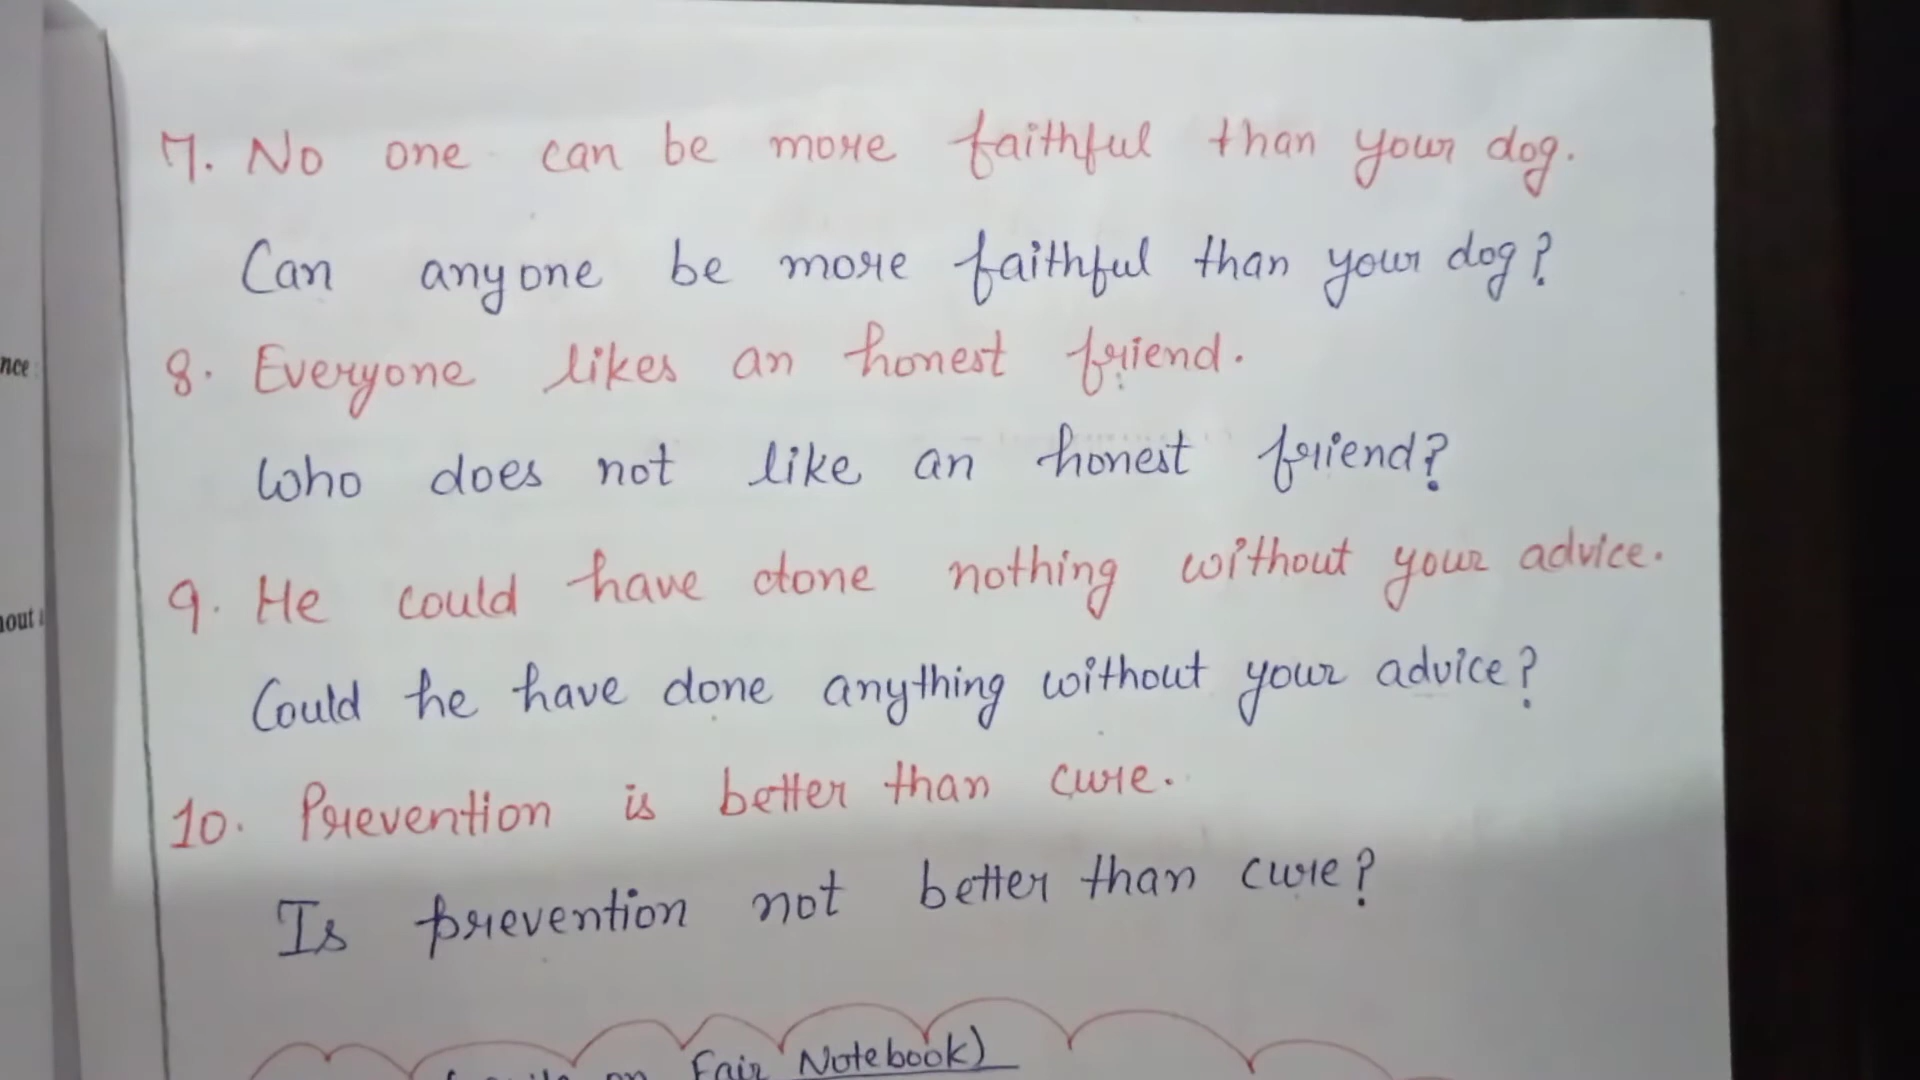 7. No one can be more faithful than your dog.
Can anyone be more faithful than your dog?
8. Everyone likes an honest friend.
Who does not like an honest friend?
9. He could have done nothing without your advice.
Could he have done anything without your advice?
10. Prevention is better than cure.
Is prevention not better than cure?
on Fair Notebook)
nce